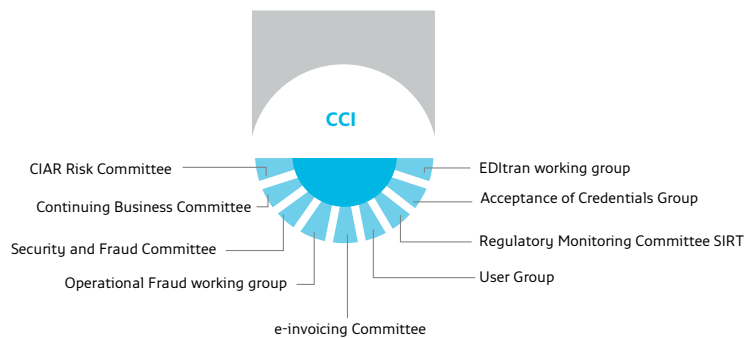 CCI
CIAR Risk Committee
Continuing Business Committee
Security and Fraud Committee
Operational Fraud working group
e-invoicing Committee
EDItran working group
Acceptance of Credentials Group
Regulatory Monitoring Committee SIRT
User Group